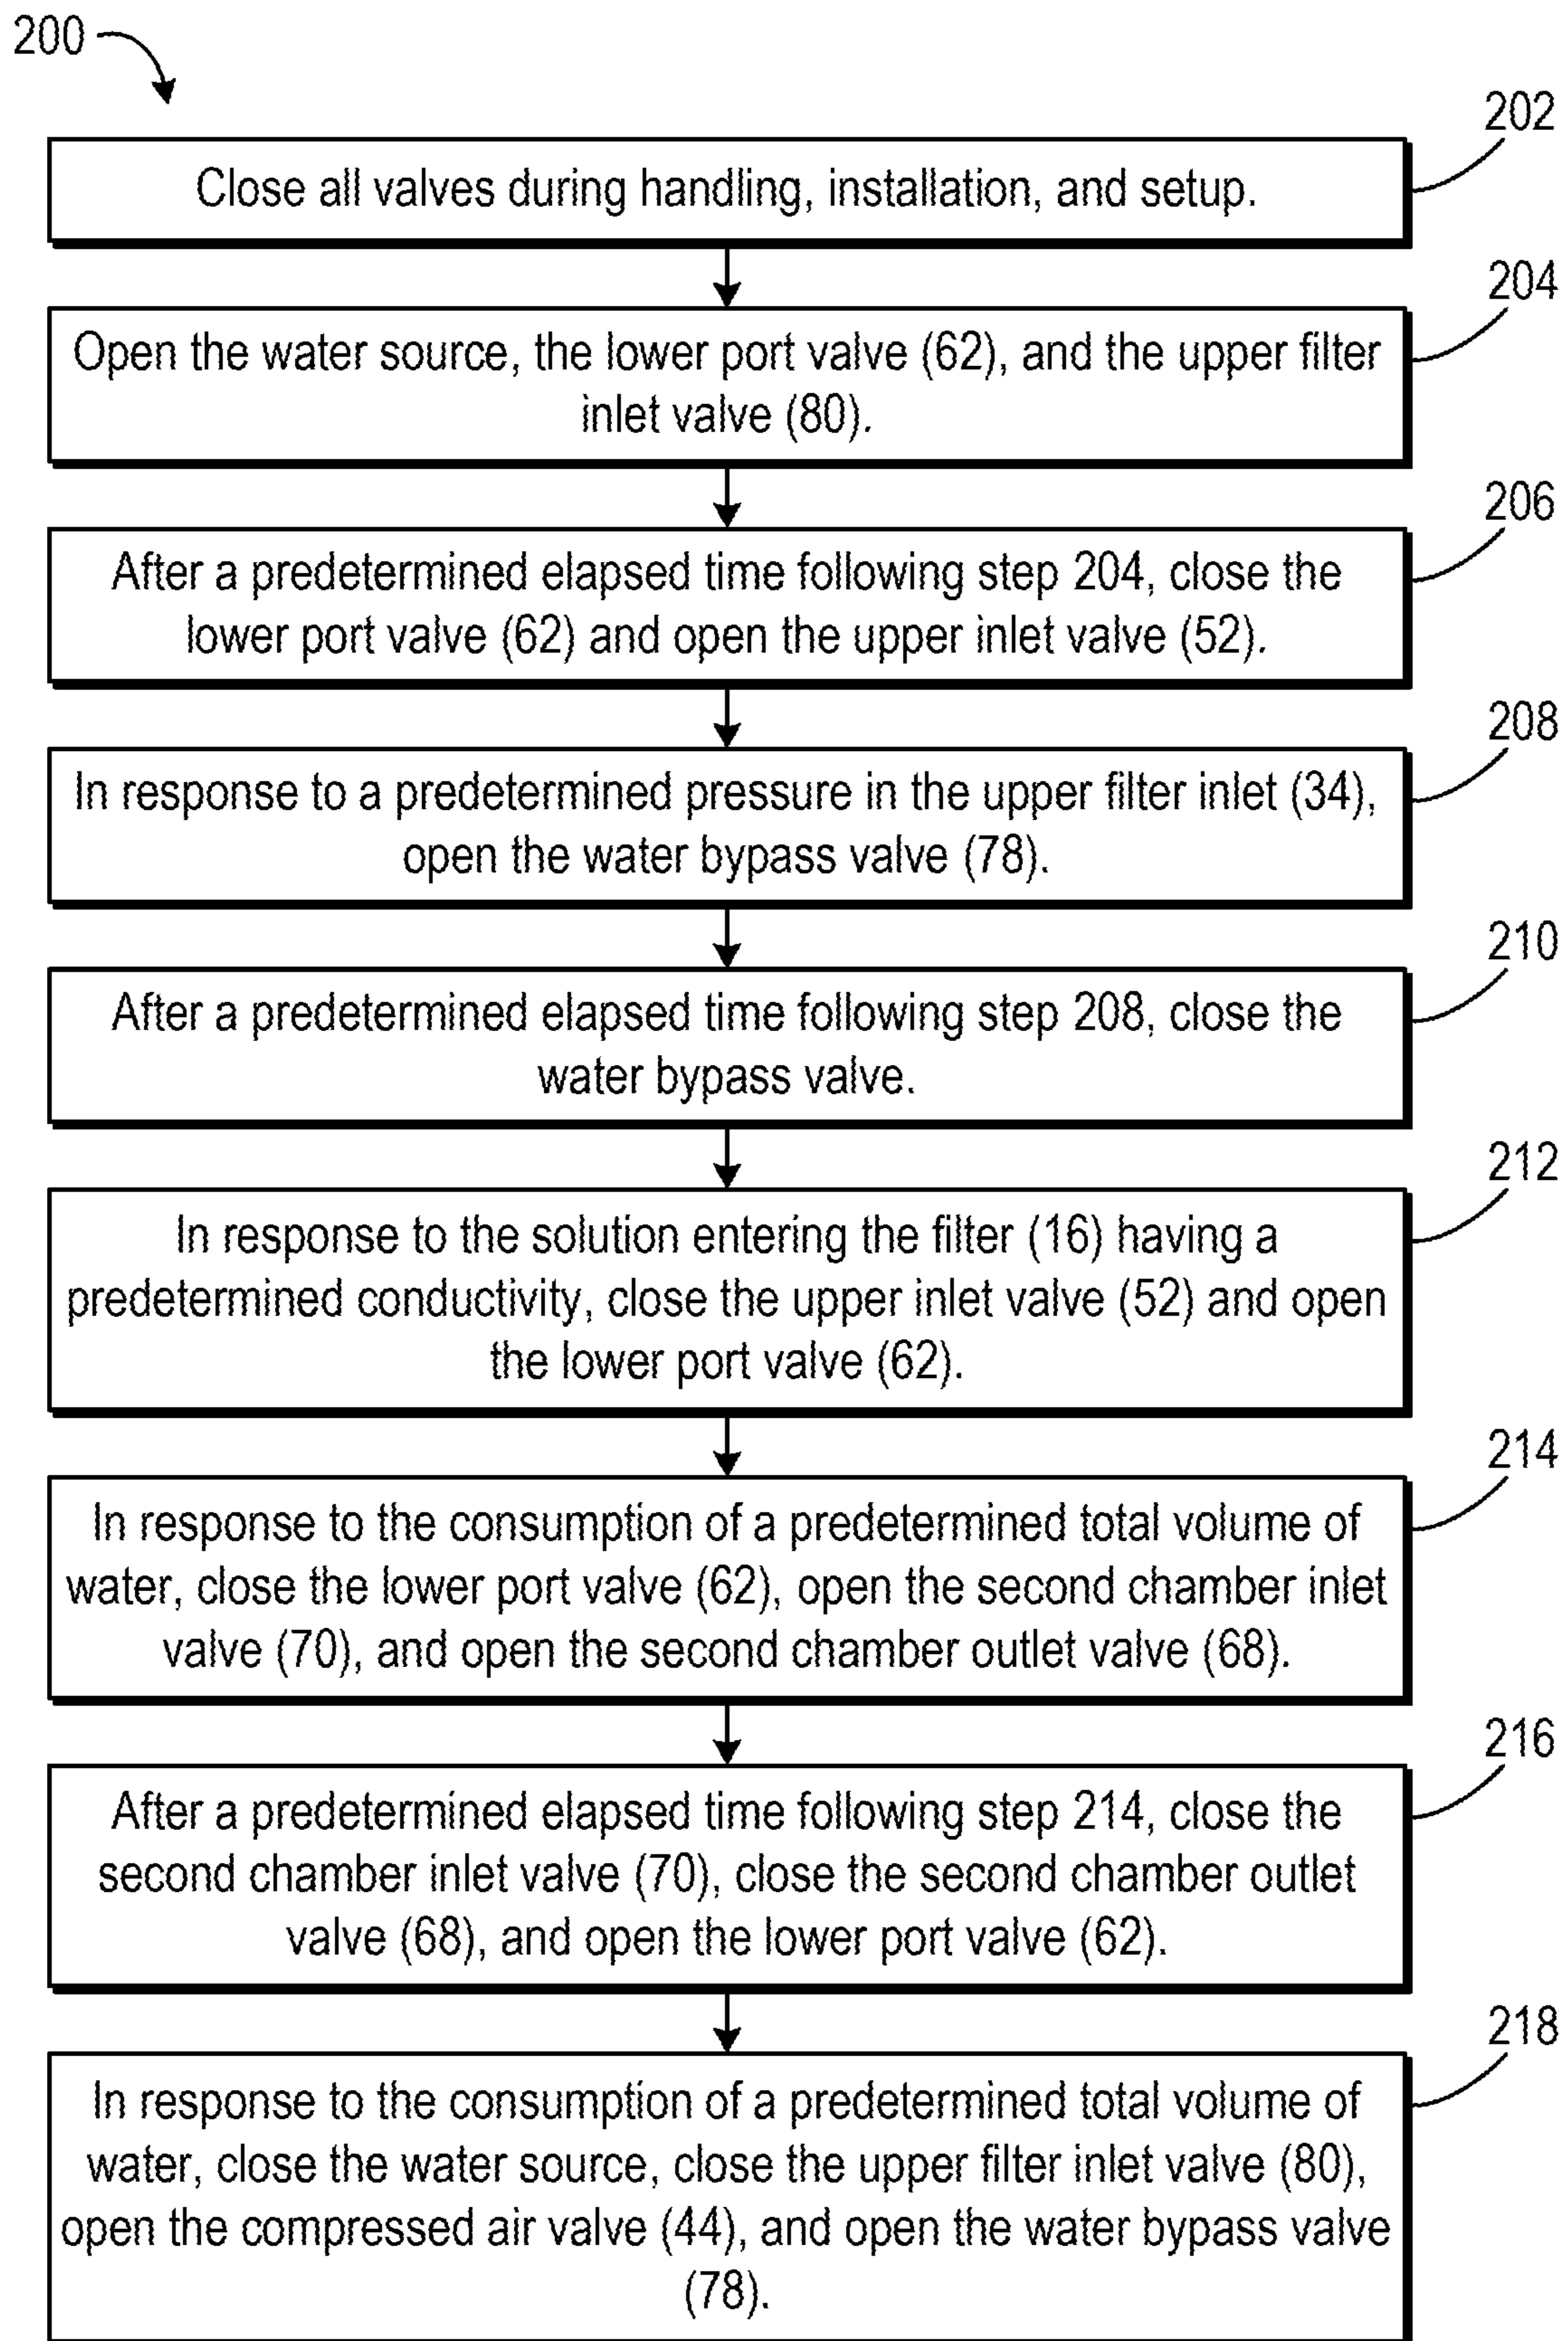 200
202
Close all valves during handling, installation, and setup.
204
Open the water source, the lower port valve (62), and the upper filter
inlet valve (80).
206
After a predetermined elapsed time following step 204, close the
lower port valve (62) and open the upper inlet valve (52).
208
In response to a predetermined pressure in the upper filter inlet (34),
open the water bypass valve (78).
210
After a predetermined elapsed time following step 208, close the
water bypass valve.
212
In response to the solution entering the filter (16) having a
predetermined conductivity, close the upper inlet valve (52) and open
the lower port valve (62).
214
In response to the consumption of a predetermined total volume of
water, close the lower port valve (62), open the second chamber inlet
valve (70), and open the second chamber outlet valve (68).
216
After a predetermined elapsed time following step 214, close the
second chamber inlet valve (70), close the second chamber outlet
valve (68), and open the lower port valve (62).
218
In response to the consumption of a predetermined total volume of
water, close the water source, close the upper filter inlet valve (80),
open the compressed air valve (44), and open the water bypass valve
(78).